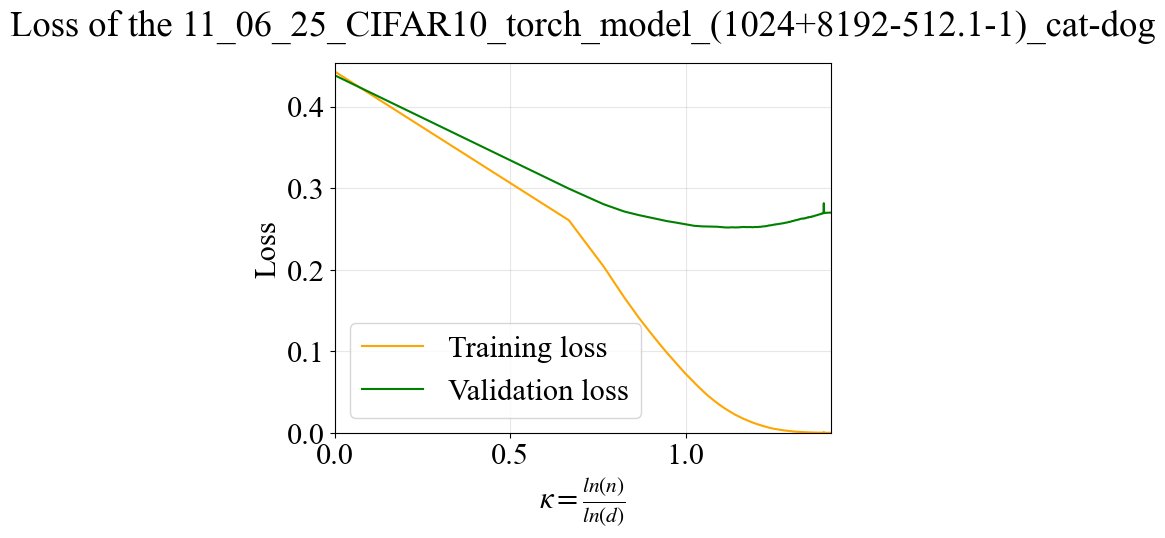 Loss of the 11_06_25_CIFAR10_torch_model_(1024+8192-512.1-1)_cat-dog
0.4
0.3
0.2
0.1
0.0
Loss
Training loss
Validation loss
0.0 0.5 1.0
κ = ln(n)/ln(d)